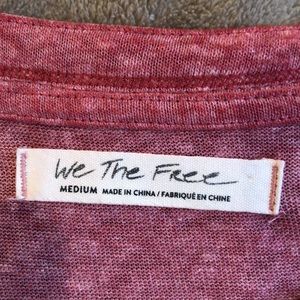 We The Free
MEDIUM MADE IN CHINA / FABRIQUÉ EN CHINE